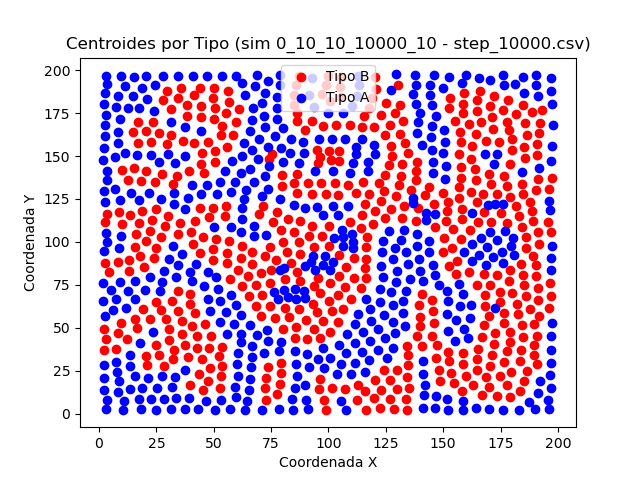 Centroides por Tipo (sim 0_10_10_10000_10 - step_10000.csv)
Tipo B
Tipo A
Coordenada Y
200
175
150
125
100
75
50
25
0
0 25 50 75 100 125 150 175 200
Coordenada X